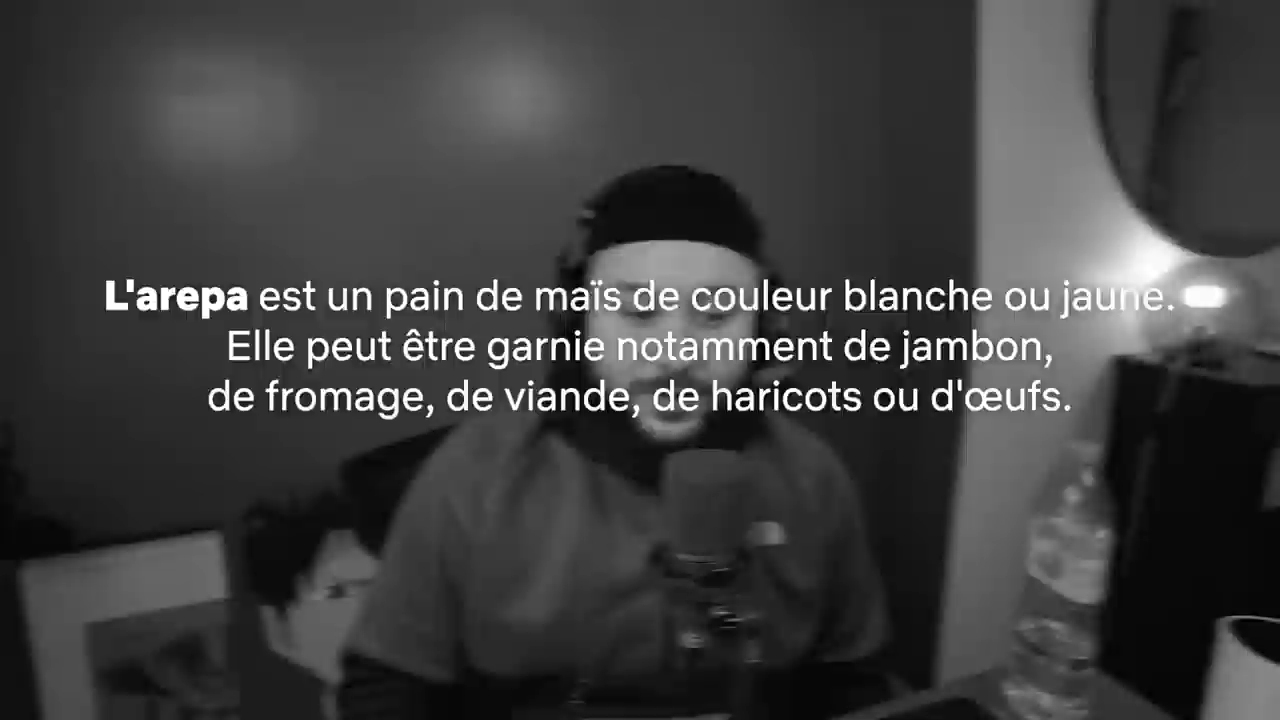 L'arepa est un pain de maïs de couleur blanche ou jaune.
Elle peut être garnie notamment de jambon,
de fromage, de viande, de haricots ou d'œufs.